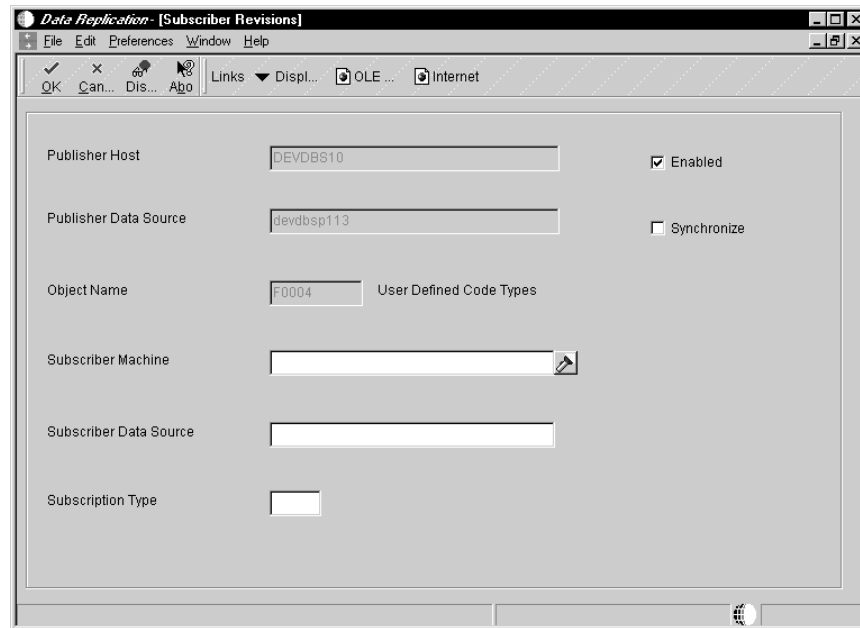 Data Replication - [Subscriber Revisions]
File Edit Preferences Window Help
OK Can... Dis... Abo Links Displ... OLE ... Internet
Publisher Host DEVDBS10 Enabled
Publisher Data Source devdbsp113 Synchronize
Object Name F0004 User Defined Code Types
Subscriber Machine
Subscriber Data Source
Subscription Type